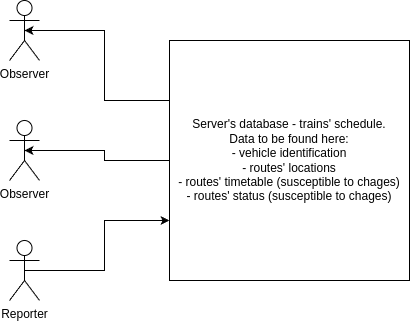 Observer
Server's database - trains' schedule.
Data to be found here:
- vehicle identification
- routes' locations
- routes' timetable (susceptible to chages)
- routes' status (susceptible to chages)
Observer
Reporter